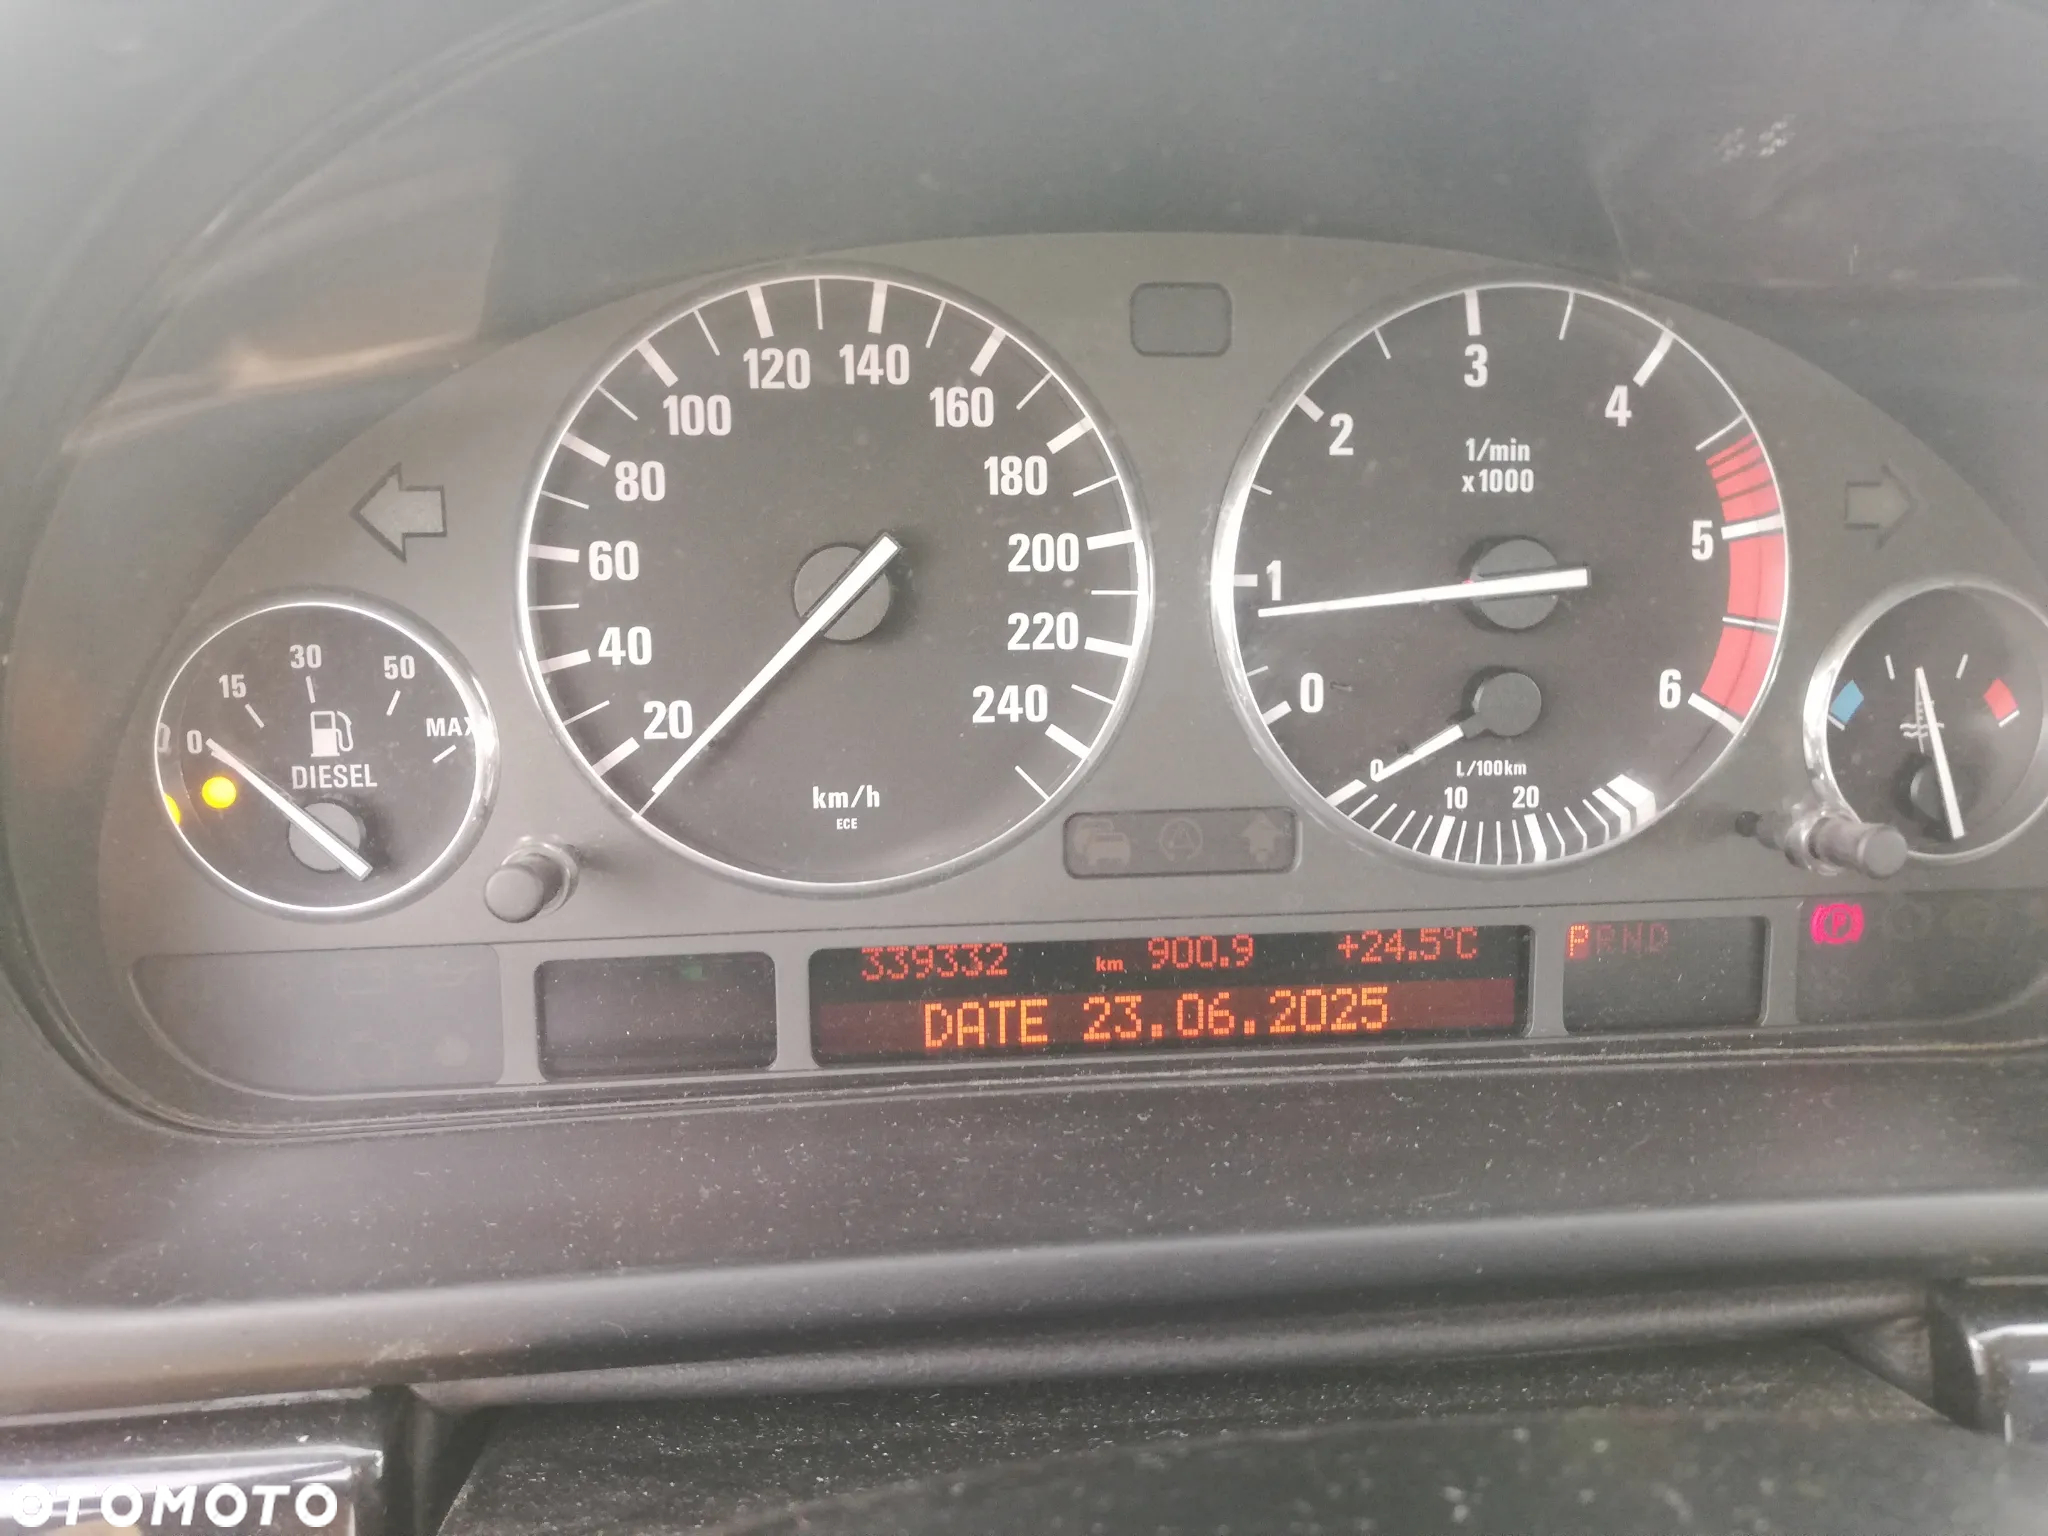 20 40 60 80 100 120 140 160 180 200 220 240
km/h
ECE
0 1 2 3 4 5 6
1/min
x1000
0 15 30 50 MAX
DIESEL
L/100km
0 10 20
339332 km 900.9 +24.5°C
DATE 23.06.2025
PRND
P
OTOMOTO